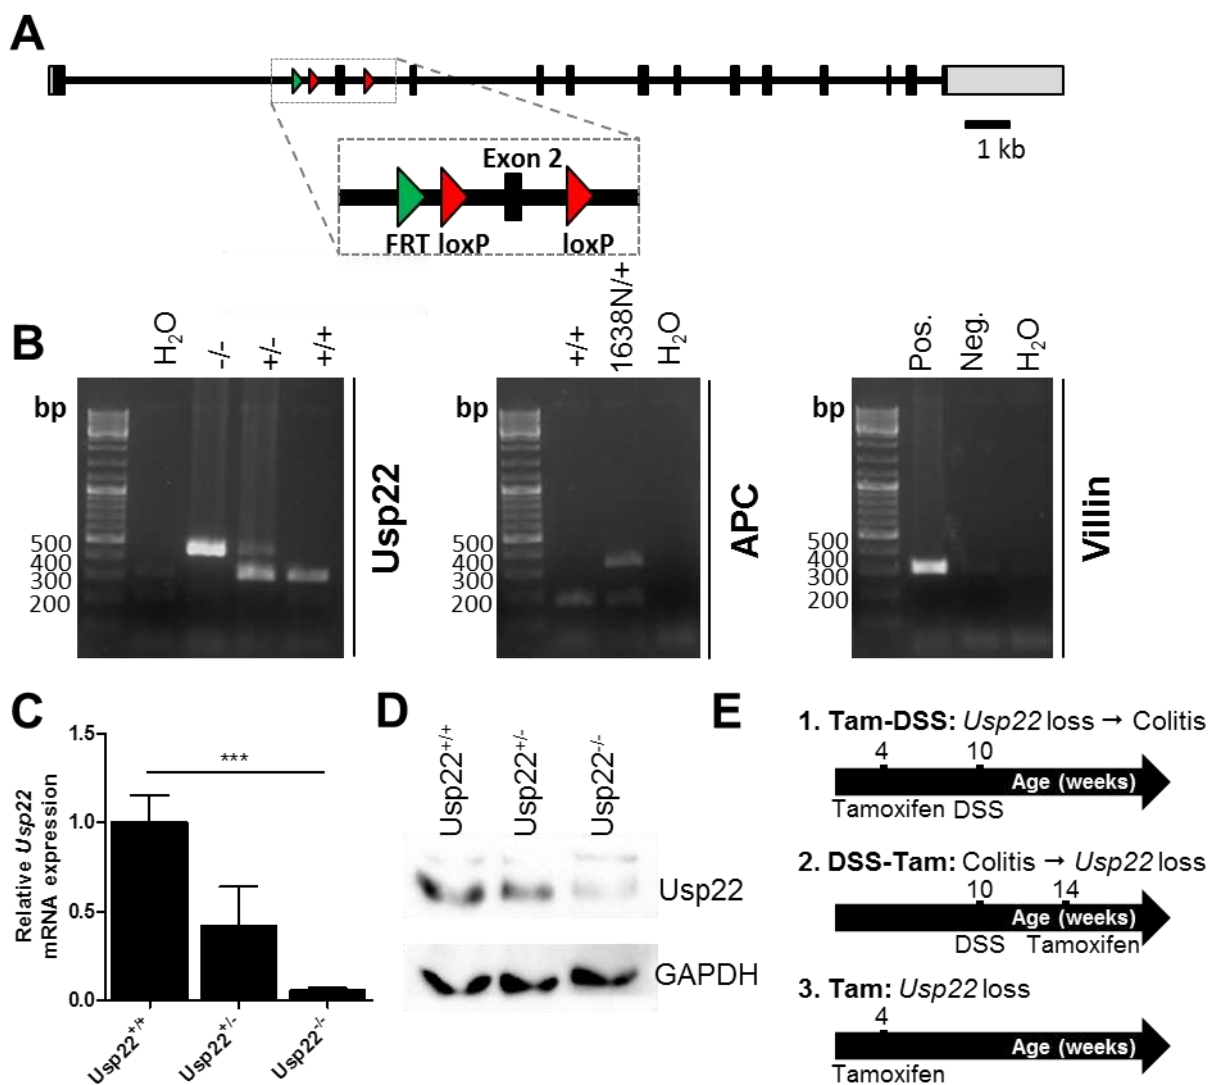 A
1 kb
Exon 2
FRT loxP loxP
B
H₂O -/- +/- +/+
bp
500
400
300
200
Usp22
+/+ 1638N/+ H₂O
bp
500
400
300
200
APC
Pos. Neg. H₂O
bp
500
400
300
200
Villin
C
Relative Usp22
mRNA expression
1.5
1.0
0.5
0.0
***
Usp22+/+ Usp22+/- Usp22-/-
D
Usp222+/+ Usp222+/- Usp222-/-
Usp22
GAPDH
E
1. Tam-DSS: Usp22 loss → Colitis
4 10
Age (weeks)
Tamoxifen DSS
2. DSS-Tam: Colitis → Usp22 loss
10 14
Age (weeks)
DSS Tamoxifen
3. Tam: Usp22 loss
4
Age (weeks)
Tamoxifen